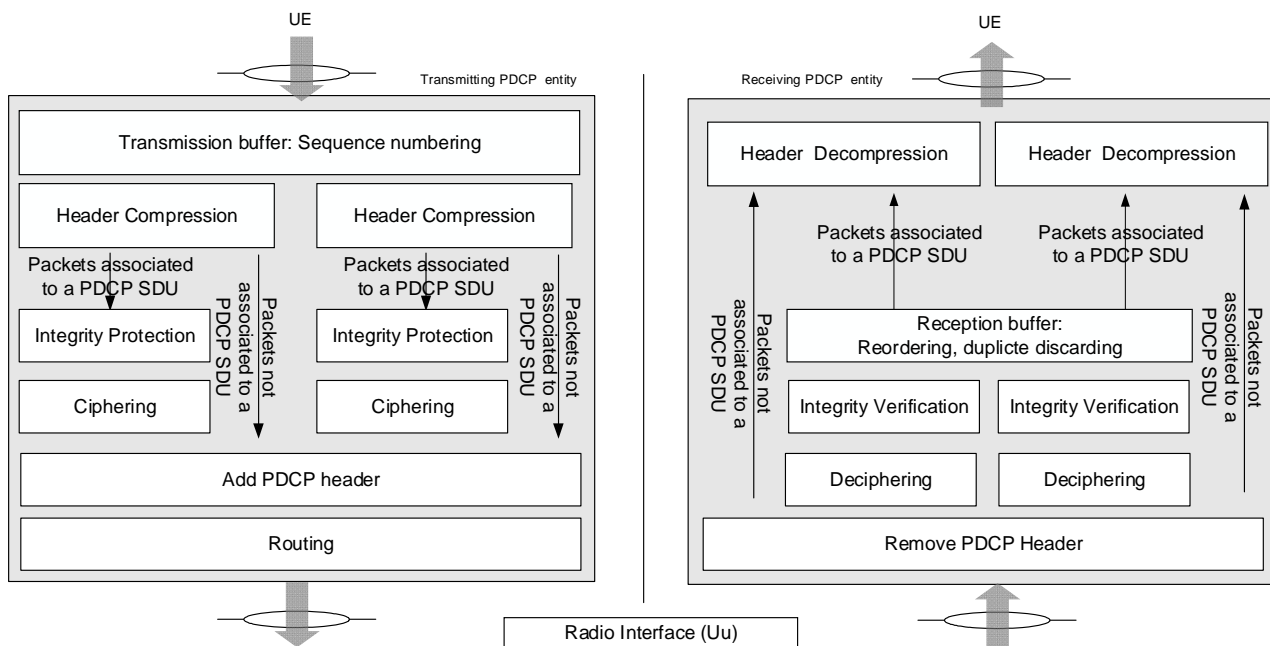 UE
Transmitting PDCP entity
Transmission buffer: Sequence numbering
Header Compression
Header Compression
Packets associated
to a PDCP SDU
Packets associated
to a PDCP SDU
Packets not
associated to a
PDCP SDU
Packets not
associated to a
PDCP SDU
Integrity Protection
Integrity Protection
Ciphering
Ciphering
Add PDCP header
Routing
UE
Receiving PDCP entity
Header Decompression
Header Decompression
Packets associated
to a PDCP SDU
Packets associated
to a PDCP SDU
Packets not
associated to a
PDCP SDU
Packets not
associated to a
PDCP SDU
Reception buffer:
Reordering, duplicte discarding
Integrity Verification
Integrity Verification
Deciphering
Deciphering
Remove PDCP Header
Radio Interface (Uu)